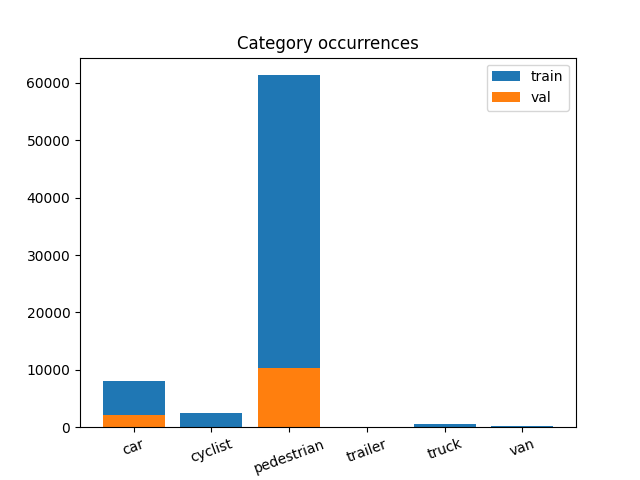 Category occurrences
train
val
60000
50000
40000
30000
20000
10000
0
car
cyclist
pedestrian
trailer
truck
van